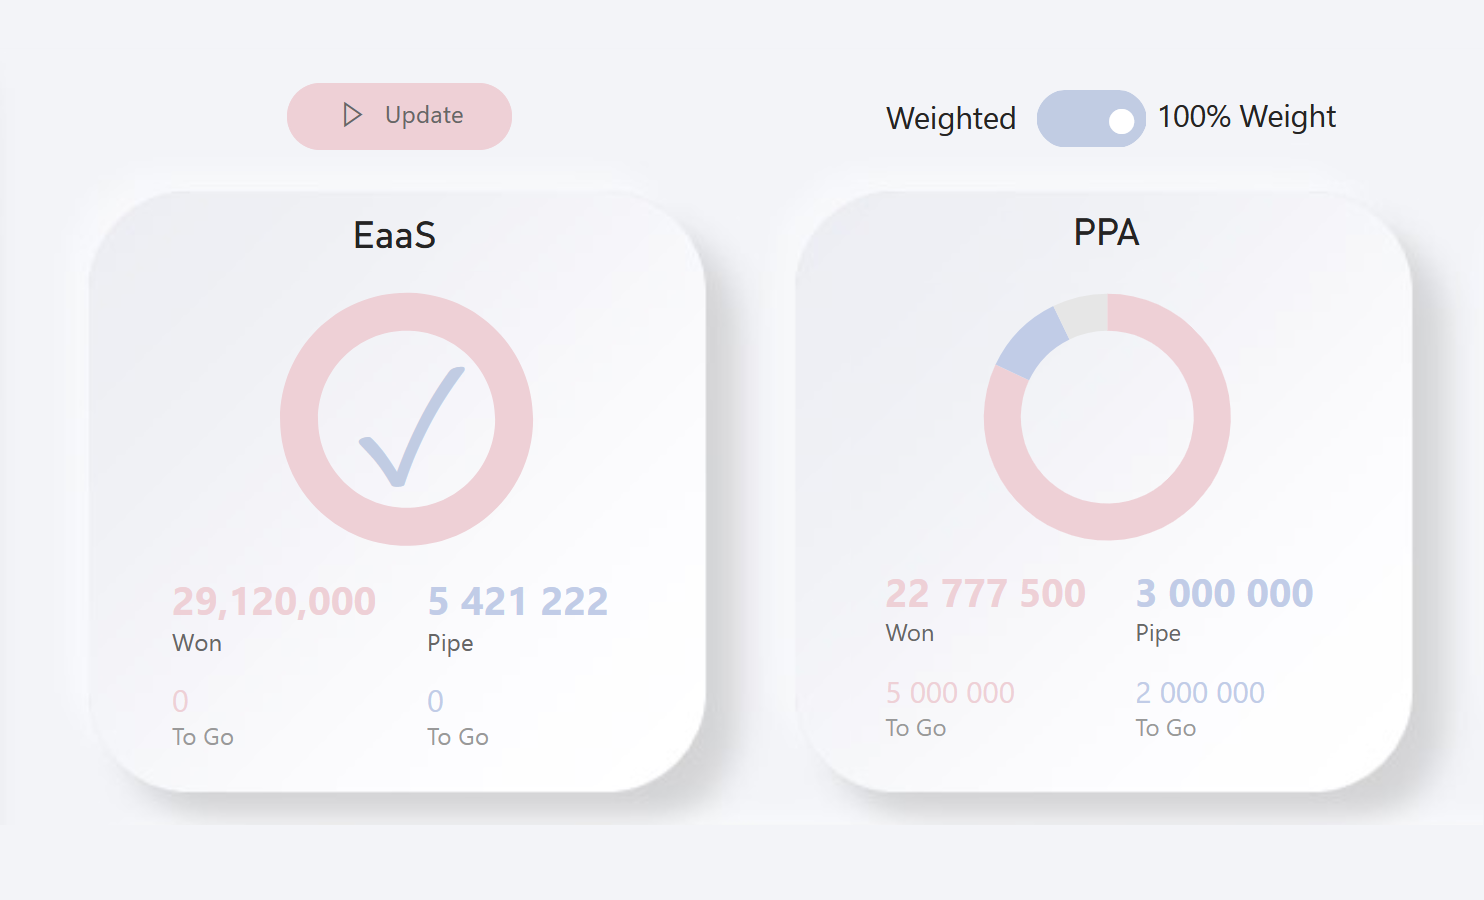 Update
Weighted
100% Weight
EaaS
29,120,000
5 421 222
Won
Pipe
0
0
To Go
To Go
PPA
22 777 500
3 000 000
Won
Pipe
5 000 000
2 000 000
To Go
To Go